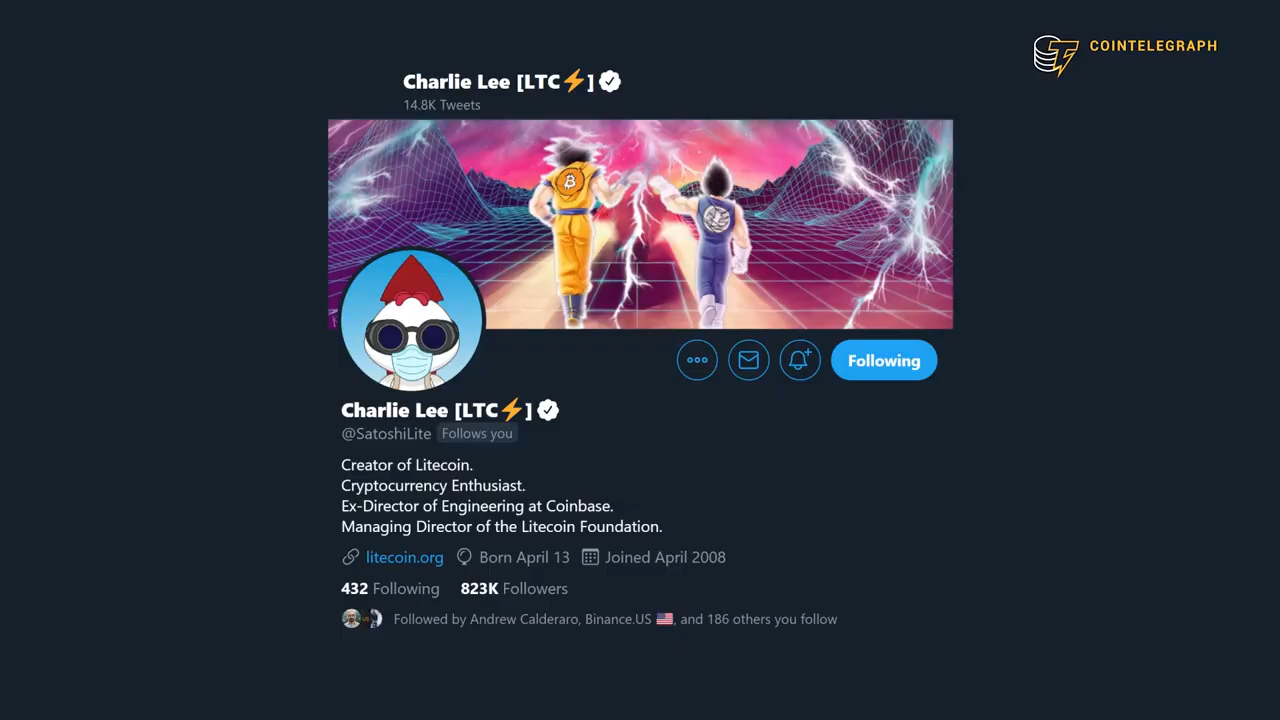 COINTELEGRAPH
Charlie Lee [LTC⚡]
14.8K Tweets
Following
Charlie Lee [LTC⚡]
@SatoshiLite Follows you
Creator of Litecoin.
Cryptocurrency Enthusiast.
Ex-Director of Engineering at Coinbase.
Managing Director of the Litecoin Foundation.
litecoin.org Born April 13 Joined April 2008
432 Following 823K Followers
Followed by Andrew Calderaro, Binance.US 🇺🇸, and 186 others you follow